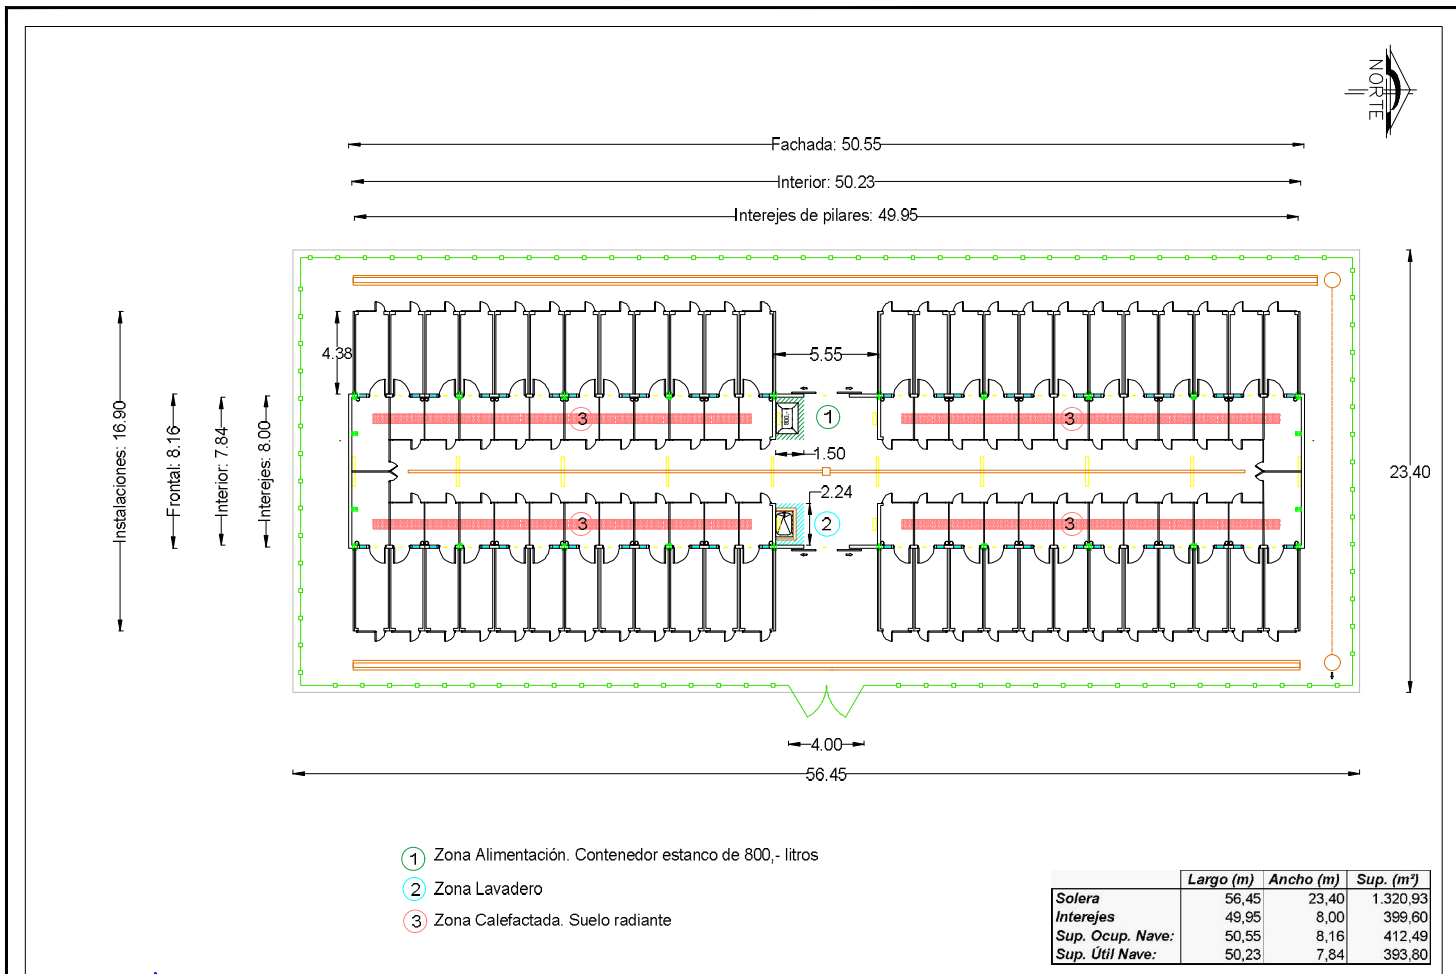 NORTE
Fachada: 50.55
Interior: 50.23
Interejes de pilares: 49.95
Instalaciones: 16.90
Frontal: 8.16
Interior: 7.84
Interejes: 8.00
4.38
5.55
3
800,-l
1
3
1.50
23,40
2.24
3
2
3
4.00
56.45
1 Zona Alimentación. Contenedor estanco de 800,- litros
2 Zona Lavadero
3 Zona Calefactada. Suelo radiante
Largo (m) Ancho (m) Sup. (m²)
Solera 56,45 23,40 1.320,93
Interejes 49,95 8,00 399,60
Sup. Ocup. Nave: 50,55 8,16 412,49
Sup. Útil Nave: 50,23 7,84 393,80